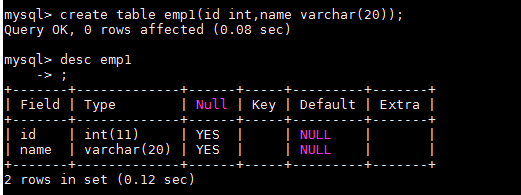 mysql> create table emp1(id int,name varchar(20));
Query OK, 0 rows affected (0.08 sec)
mysql> desc emp1
    -> ;
+-------+-------------+------+-----+---------+-------+
| Field | Type        | Null | Key | Default | Extra |
+-------+-------------+------+-----+---------+-------+
| id    | int(11)     | YES  |     | NULL    |       |
| name  | varchar(20) | YES  |     | NULL    |       |
+-------+-------------+------+-----+---------+-------+
2 rows in set (0.12 sec)